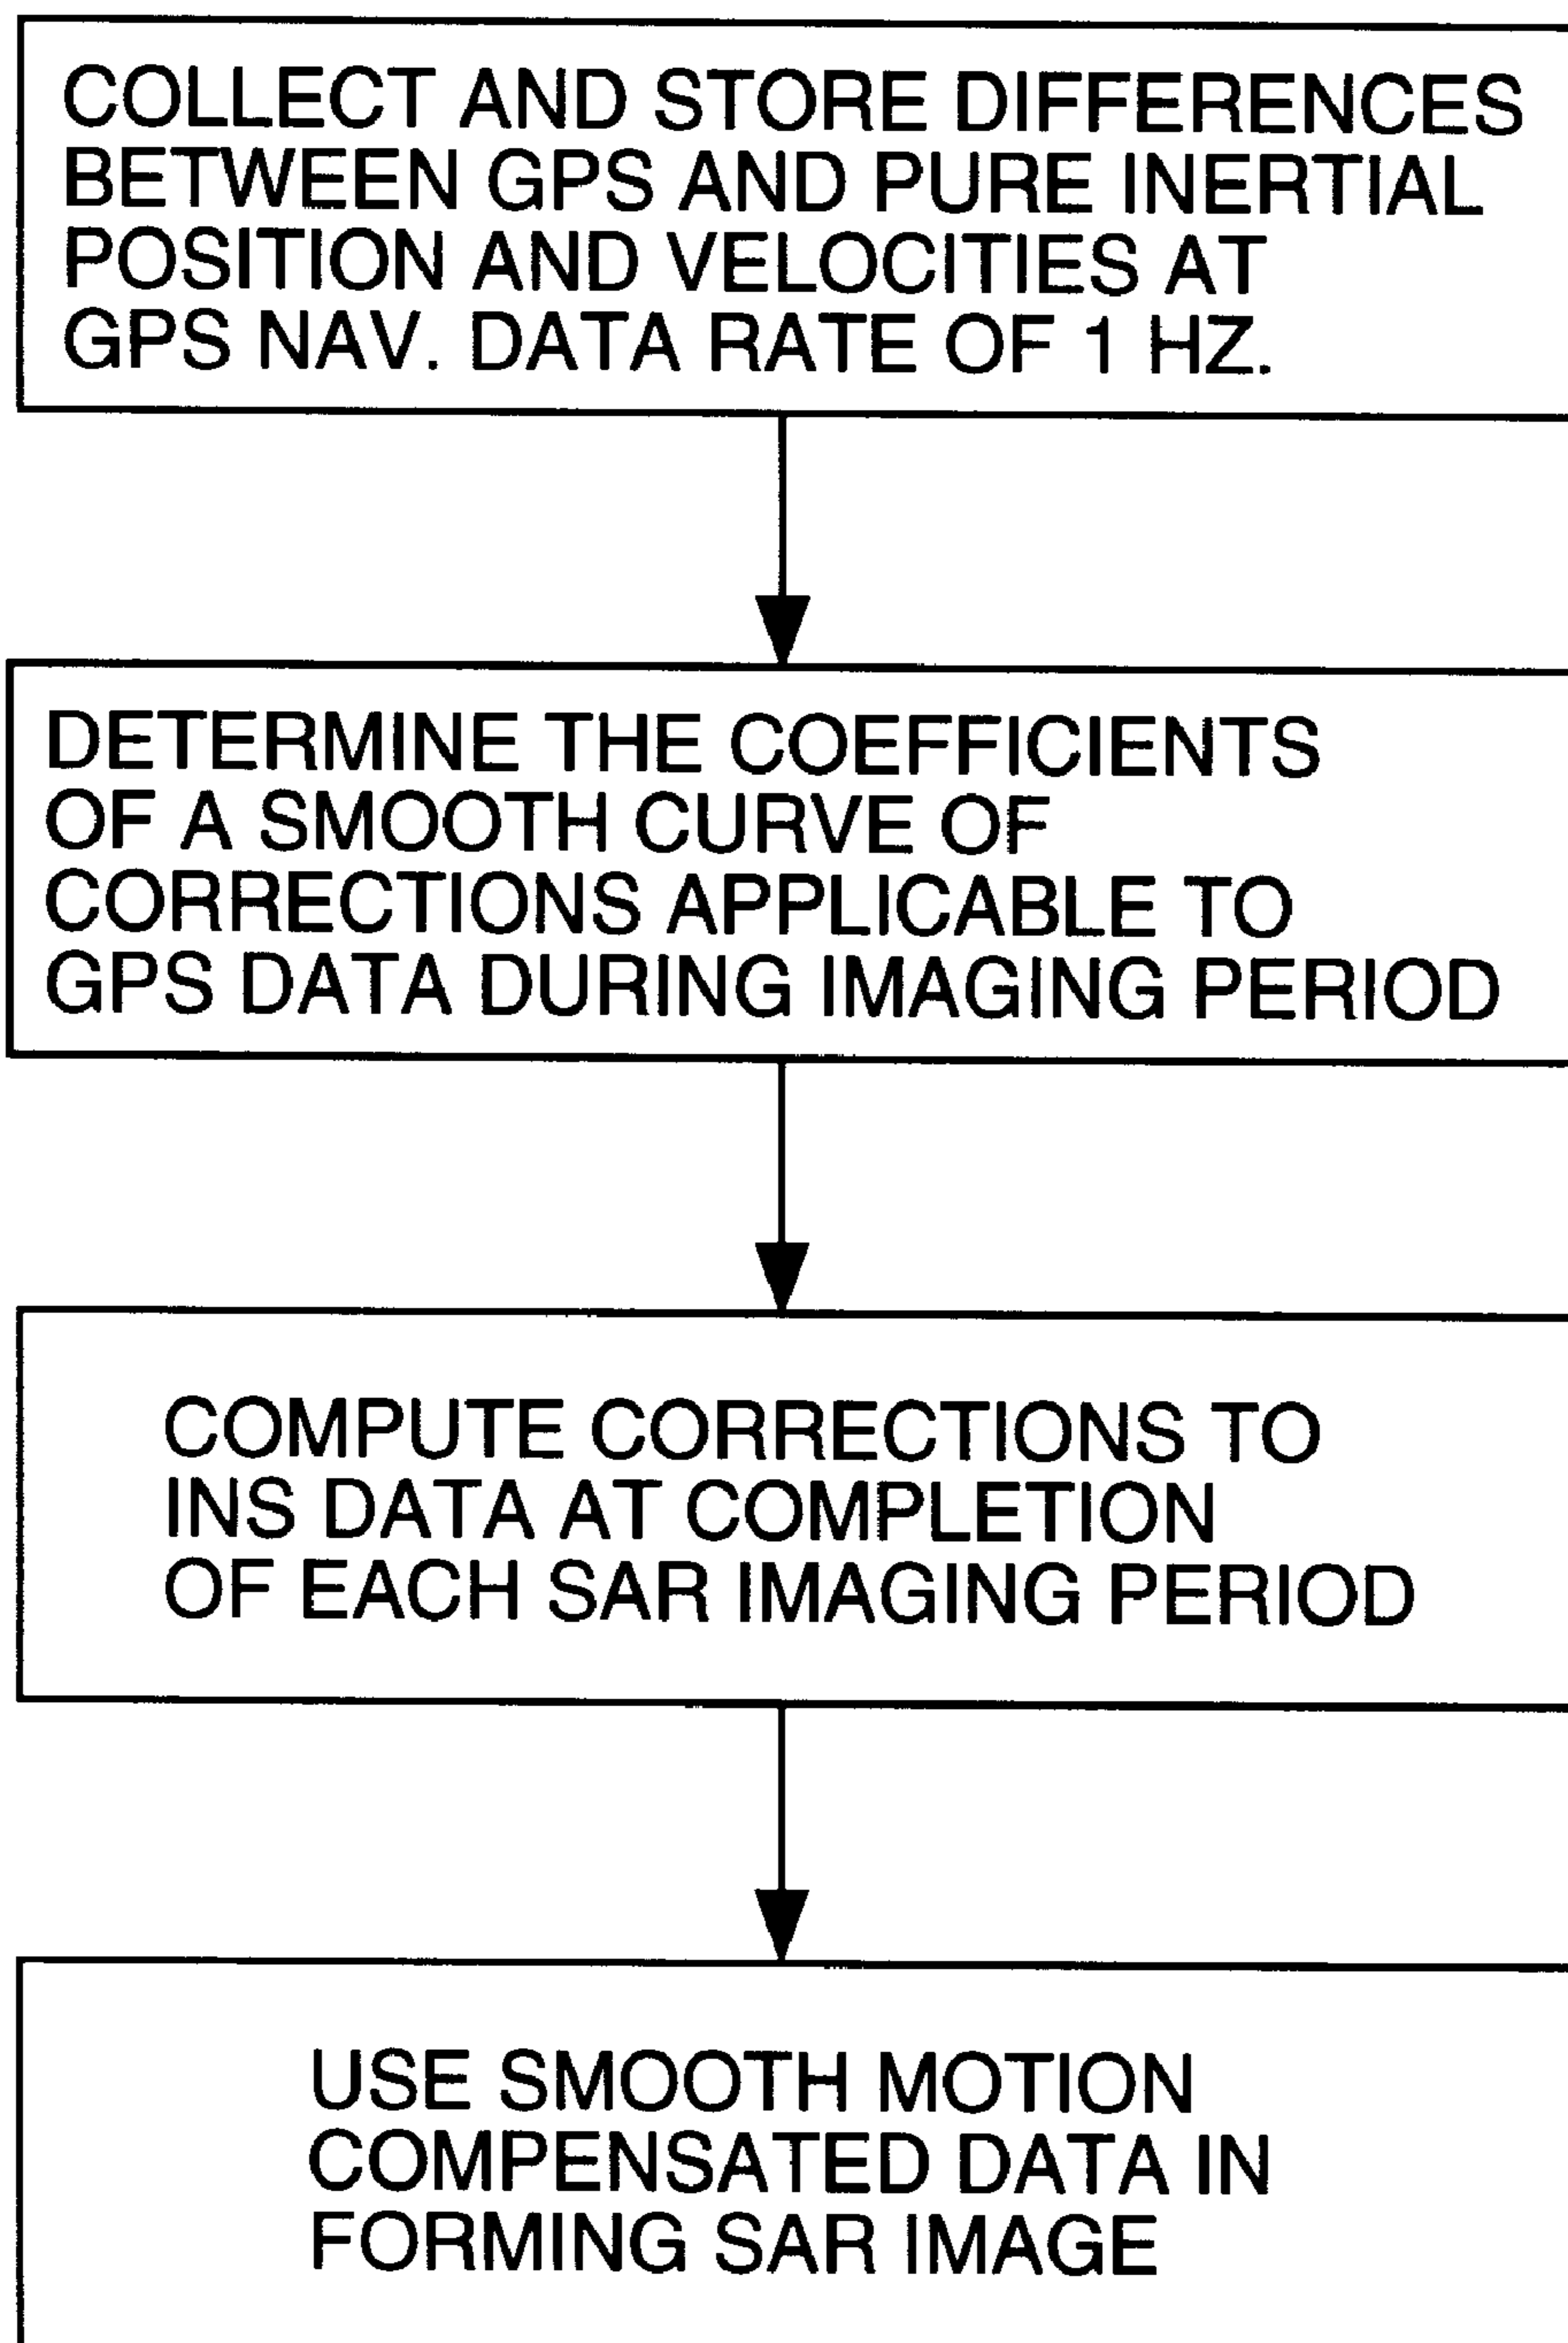 COLLECT AND STORE DIFFERENCES
BETWEEN GPS AND PURE INERTIAL
POSITION AND VELOCITIES AT
GPS NAV. DATA RATE OF 1 HZ.
DETERMINE THE COEFFICIENTS
OF A SMOOTH CURVE OF
CORRECTIONS APPLICABLE TO
GPS DATA DURING IMAGING PERIOD
COMPUTE CORRECTIONS TO
INS DATA AT COMPLETION
OF EACH SAR IMAGING PERIOD
USE SMOOTH MOTION
COMPENSATED DATA IN
FORMING SAR IMAGE